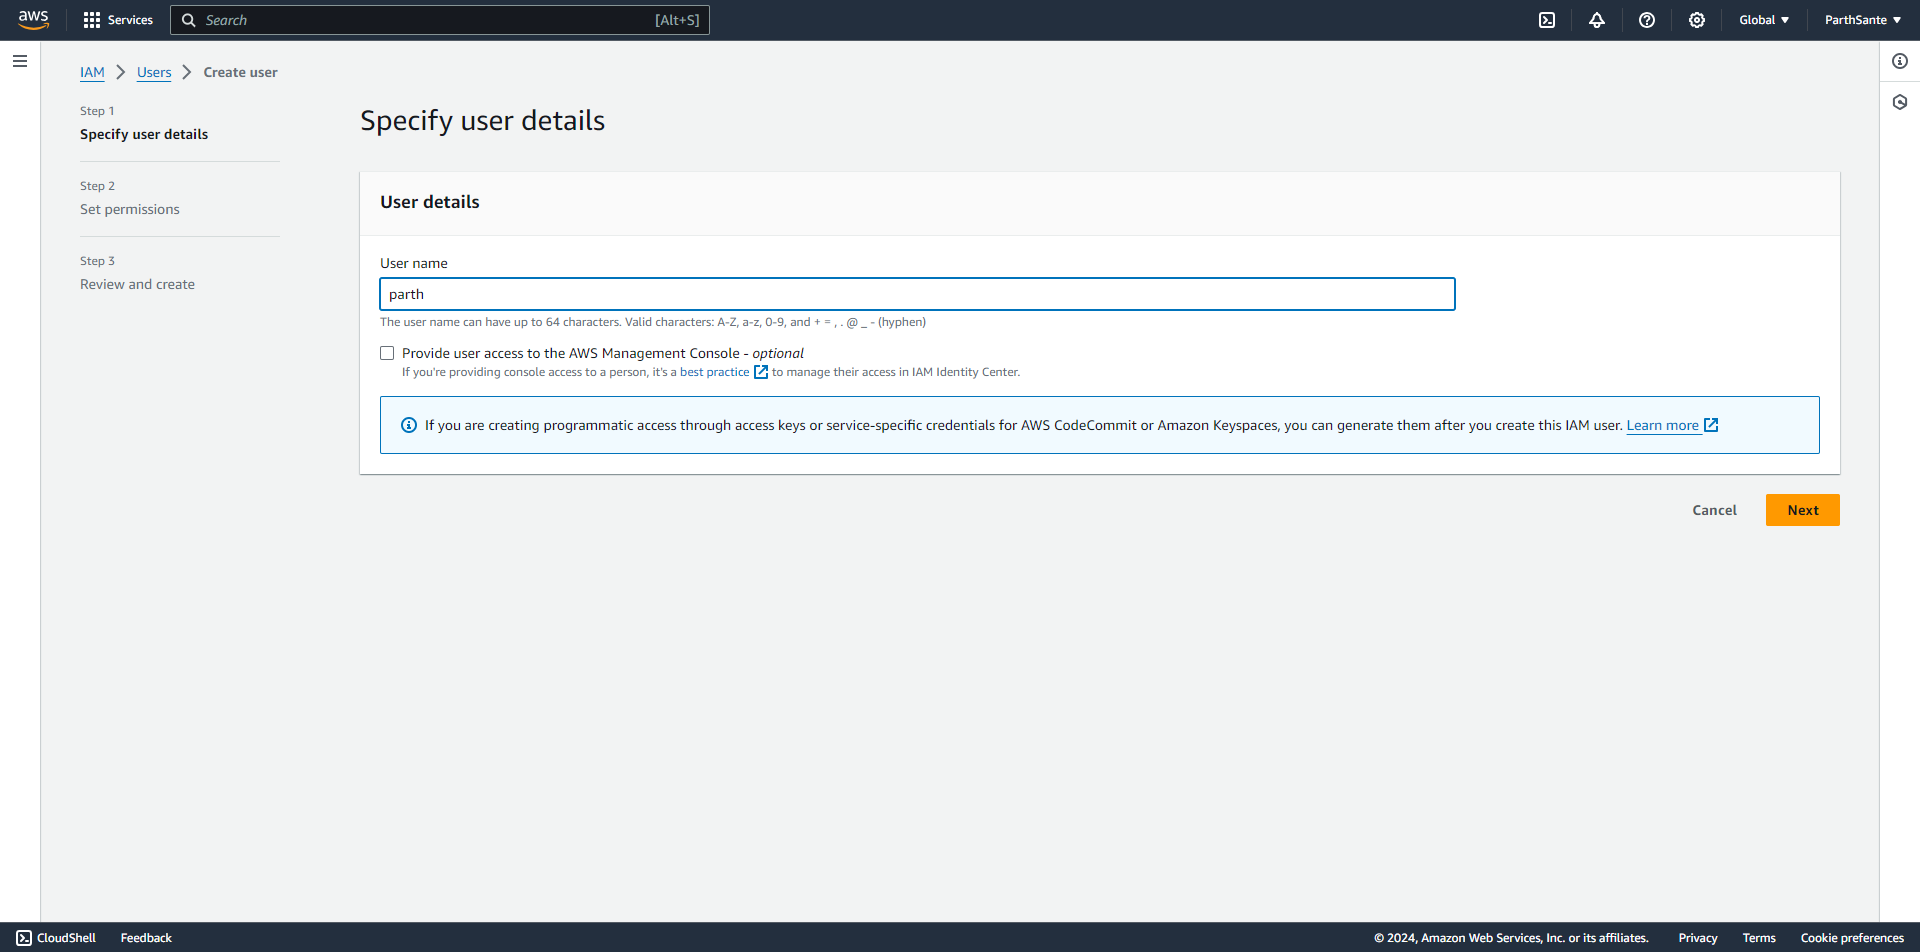 aws
Services
Search
[Alt+S]
Global
ParthSante
IAM
Users
Create user
Step 1
Specify user details
Step 2
Set permissions
Step 3
Review and create
Specify user details
User details
User name
parth
The user name can have up to 64 characters. Valid characters: A-Z, a-z, 0-9, and + = , . @ _ - (hyphen)
Provide user access to the AWS Management Console - optional
If you're providing console access to a person, it's a best practice to manage their access in IAM Identity Center.
If you are creating programmatic access through access keys or service-specific credentials for AWS CodeCommit or Amazon Keyspaces, you can generate them after you create this IAM user. Learn more
Cancel
Next
CloudShell
Feedback
© 2024, Amazon Web Services, Inc. or its affiliates.
Privacy
Terms
Cookie preferences